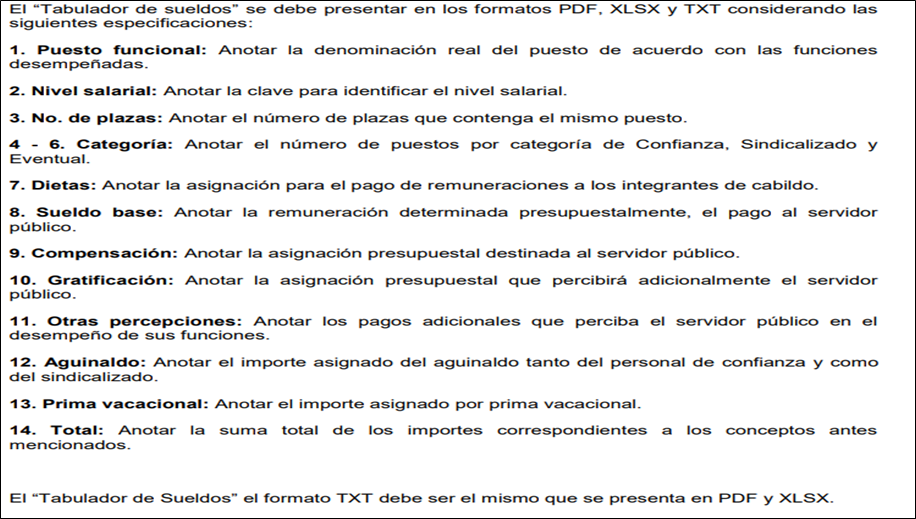 El “Tabulador de sueldos” se debe presentar en los formatos PDF, XLSX y TXT considerando las
siguientes especificaciones:
1. Puesto funcional: Anotar la denominación real del puesto de acuerdo con las funciones
desempeñadas.
2. Nivel salarial: Anotar la clave para identificar el nivel salarial.
3. No. de plazas: Anotar el número de plazas que contenga el mismo puesto.
4 - 6. Categoría: Anotar el número de puestos por categoría de Confianza, Sindicalizado y
Eventual.
7. Dietas: Anotar la asignación para el pago de remuneraciones a los integrantes de cabildo.
8. Sueldo base: Anotar la remuneración determinada presupuestalmente, el pago al servidor
público.
9. Compensación: Anotar la asignación presupuestal destinada al servidor público.
10. Gratificación: Anotar la asignación presupuestal que percibirá adicionalmente el servidor
público.
11. Otras percepciones: Anotar los pagos adicionales que perciba el servidor público en el
desempeño de sus funciones.
12. Aguinaldo: Anotar el importe asignado del aguinaldo tanto del personal de confianza y como
del sindicalizado.
13. Prima vacacional: Anotar el importe asignado por prima vacacional.
14. Total: Anotar la suma total de los importes correspondientes a los conceptos antes
mencionados.
El “Tabulador de Sueldos” el formato TXT debe ser el mismo que se presenta en PDF y XLSX.